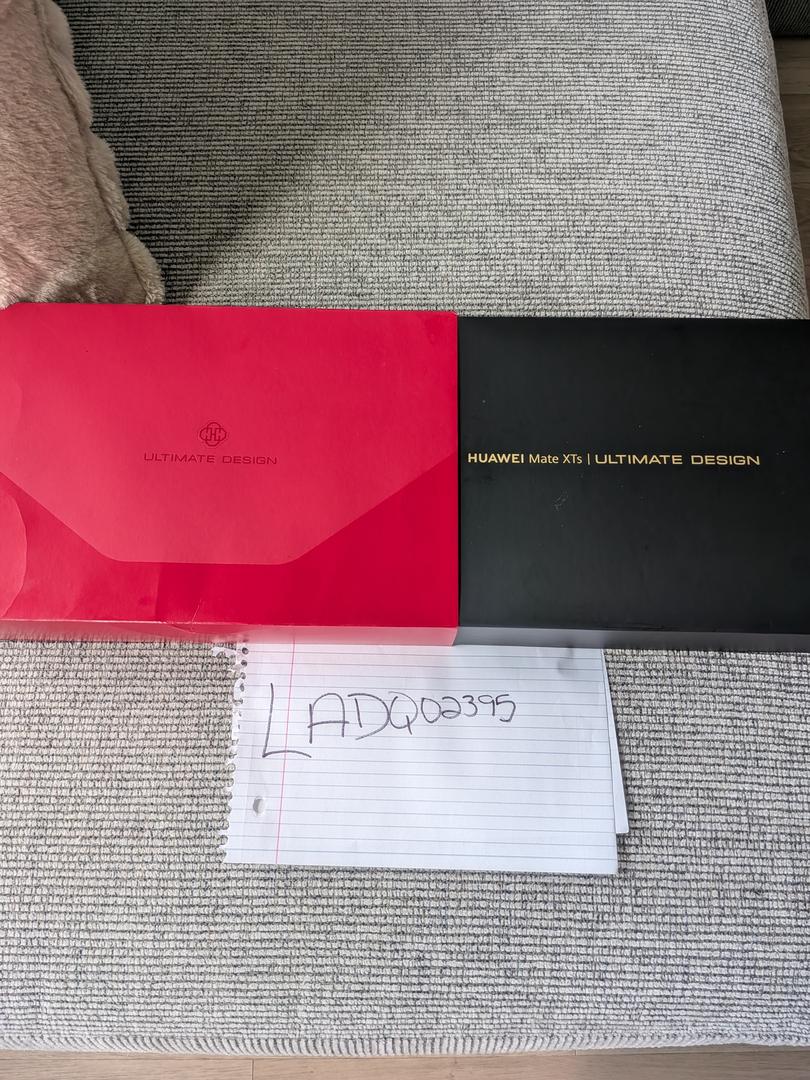 ULTIMATE DESIGN
HUAWEI Mate XTs | ULTIMATE DESIGN
LADQ02395